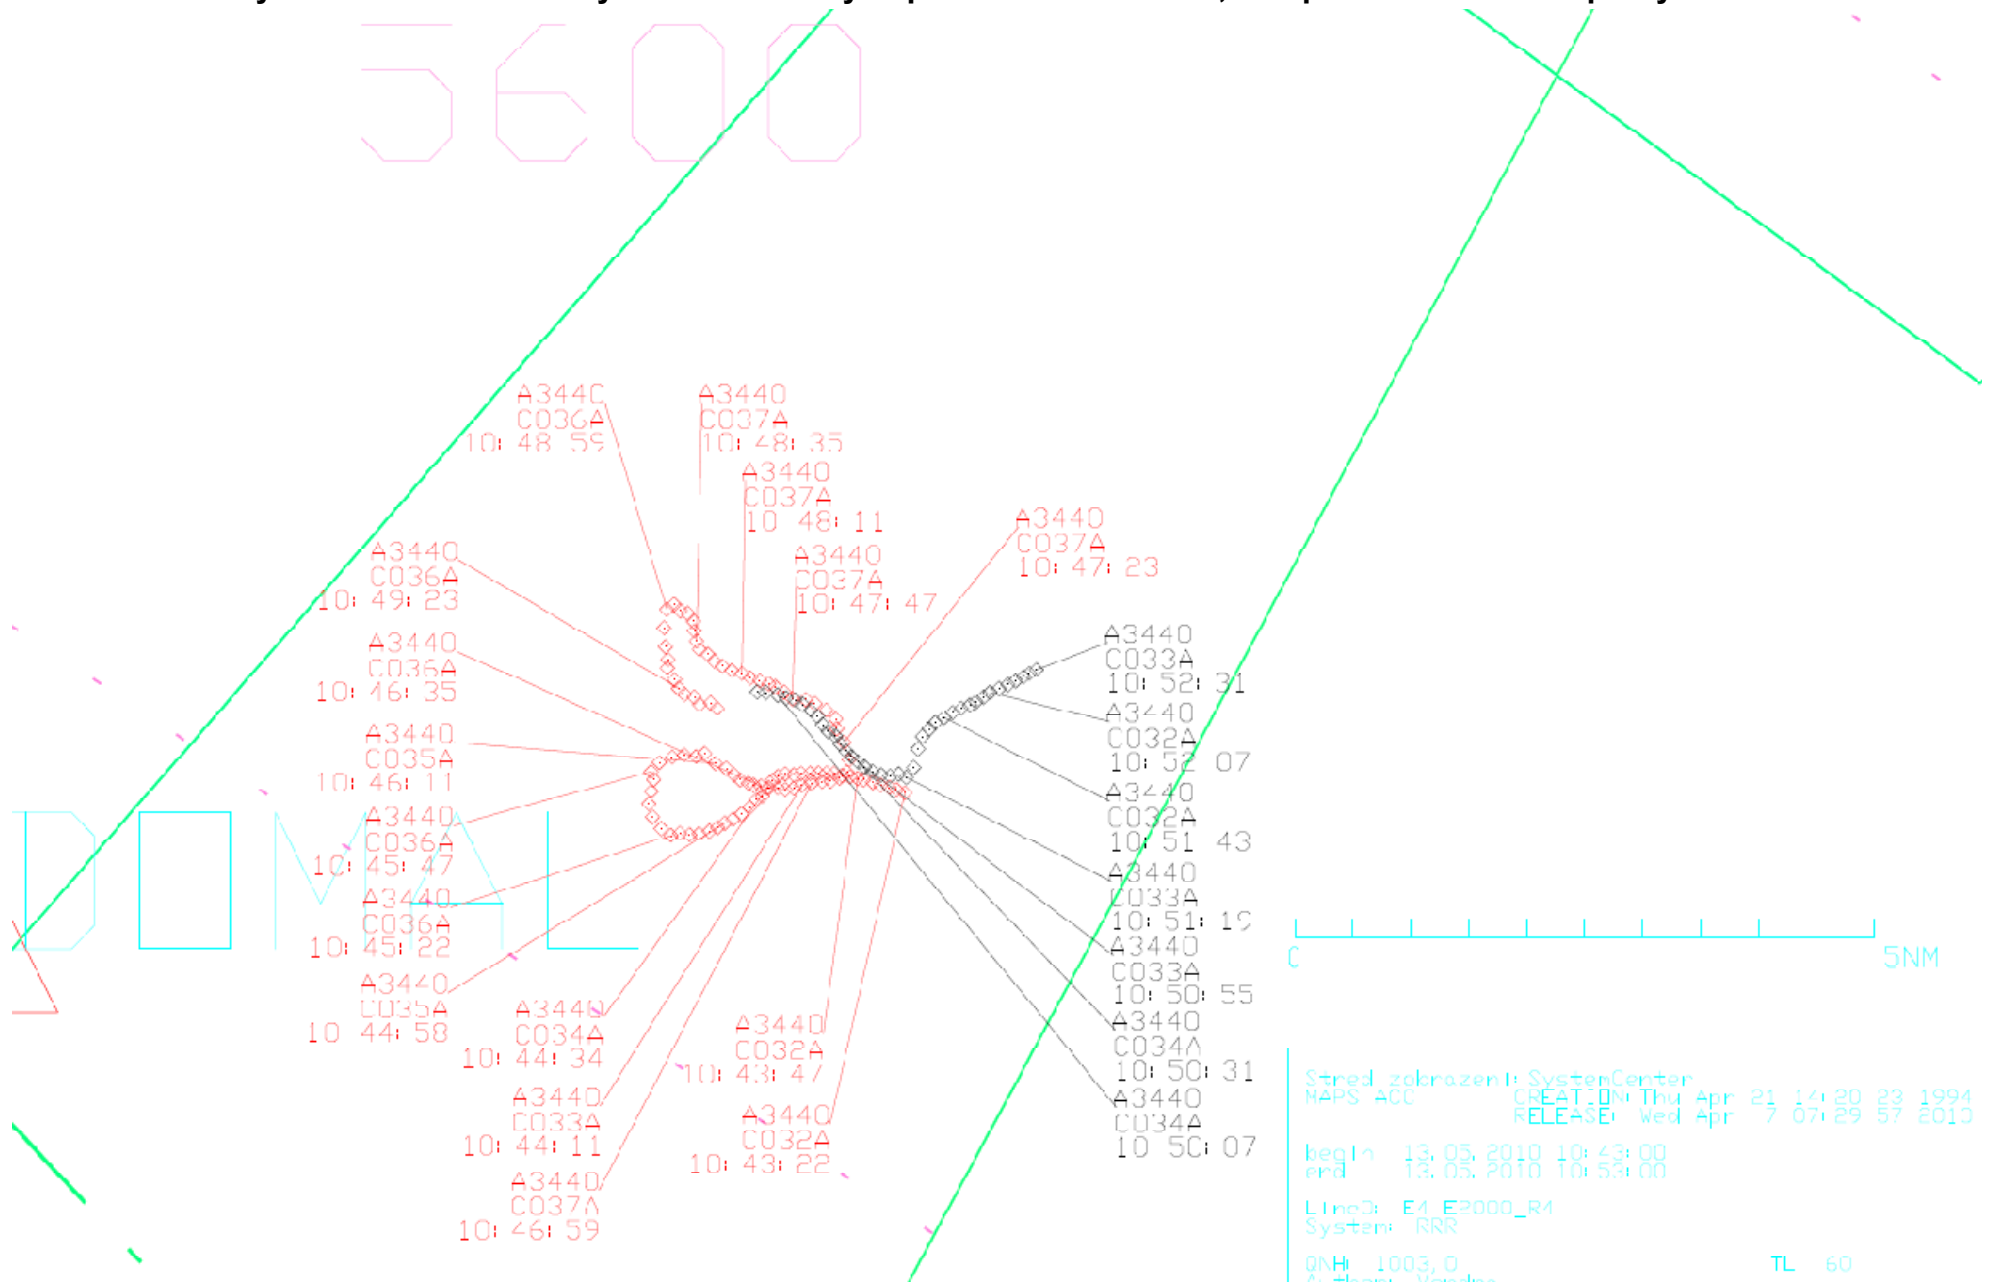 5600
A3440
C036A
10:48:59
A3440
C037A
10:48:35
A3440
C037A
10:48:11
A3440
C037A
10:47:47
A3440
C037A
10:47:23
A3440
C036A
10:49:23
A3440
C036A
10:46:35
A3440
C035A
10:46:11
A3440
C036A
10:45:47
A3440
C036A
10:45:22
A3440
C035A
10:44:58
A3440
C034A
10:44:34
A3440
C033A
10:44:11
A3440
C037A
10:46:59
A3440
C032A
10:43:47
A3440
C032A
10:43:22
A3440
C033A
10:52:31
A3440
C032A
10:52:07
A3440
C032A
10:51:43
A3440
C033A
10:51:19
A3440
C033A
10:50:55
A3440
C034A
10:50:31
A3440
C034A
10:50:07
DOMAL
0 5NM
Stred zobrazeni: SystemCenter
MAPS ACC CREATION: Thu Apr 21 14:20:23 1994
RELEASE: Wed Apr 7 07:29:57 2010
begin 13.05.2010 10:43:00
end 13.05.2010 10:53:00
LineID: E4_E2000_R4
System: RRR
QNH: 1003,0 TL 60